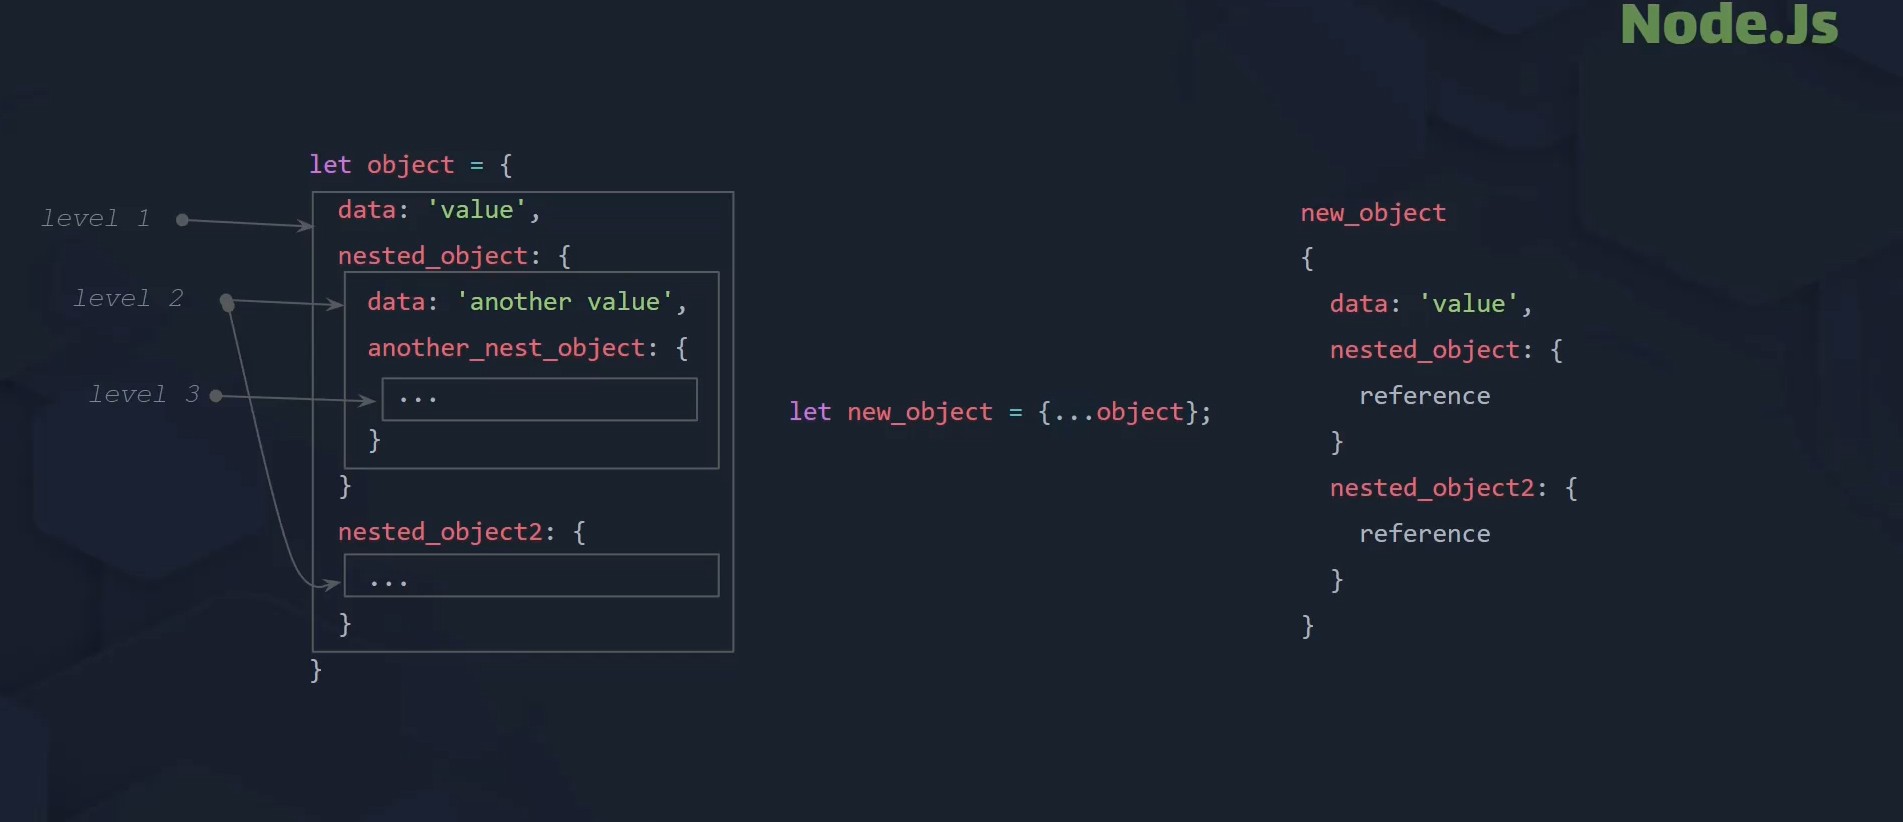 Node.Js
let object = {
level 1
data: 'value',
nested_object: {
level 2
data: 'another value',
another_nest_object: {
level 3
...
}
}
nested_object2: {
...
}
}
let new_object = {...object};
new_object
{
data: 'value',
nested_object: {
reference
}
nested_object2: {
reference
}
}